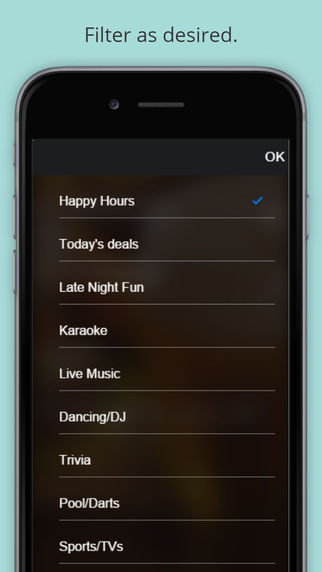 Filter as desired.
OK
Happy Hours
Today's deals
Late Night Fun
Karaoke
Live Music
Dancing/DJ
Trivia
Pool/Darts
Sports/TVs